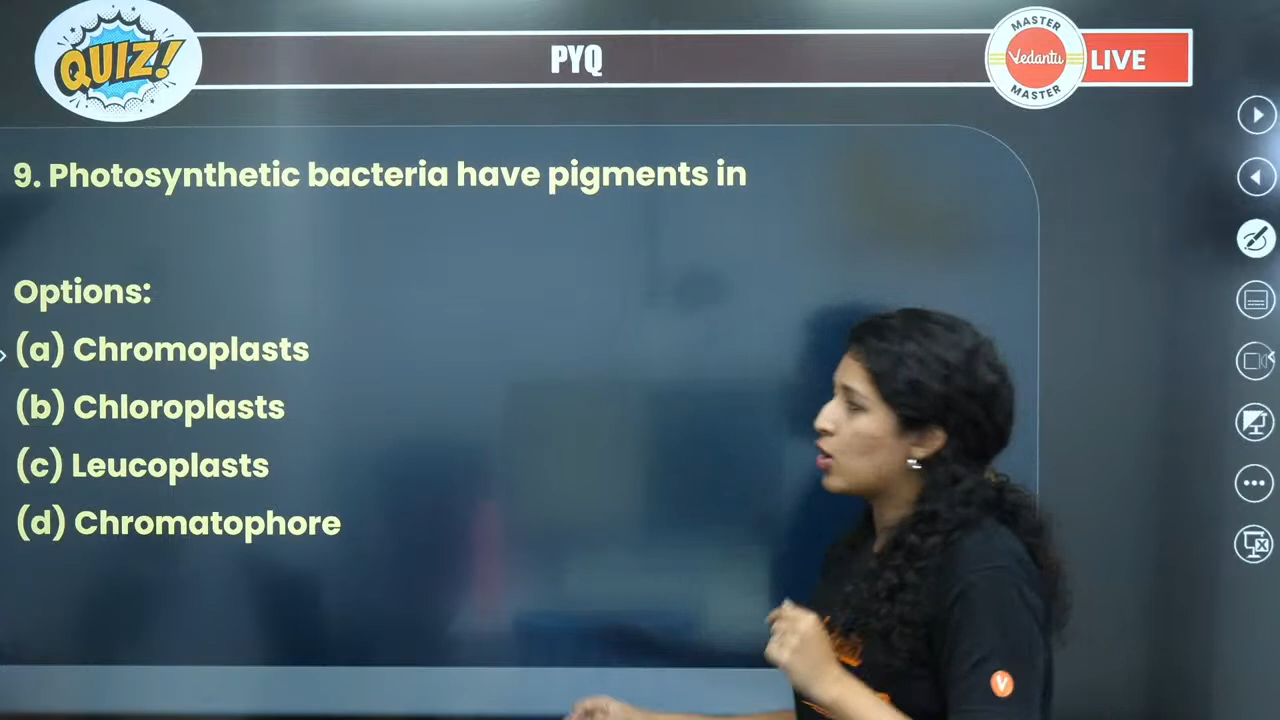 QUIZ!
PYQ
MASTER
Vedantu
MASTER
LIVE
9. Photosynthetic bacteria have pigments in
Options:
(a) Chromoplasts
(b) Chloroplasts
(c) Leucoplasts
(d) Chromatophore
V